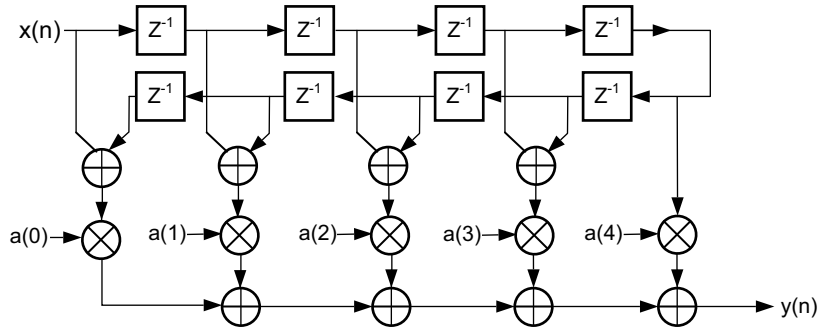 x(n) Z⁻¹ Z⁻¹ Z⁻¹ Z⁻¹
Z⁻¹ Z⁻¹ Z⁻¹ Z⁻¹
a(0) a(1) a(2) a(3) a(4)
y(n)